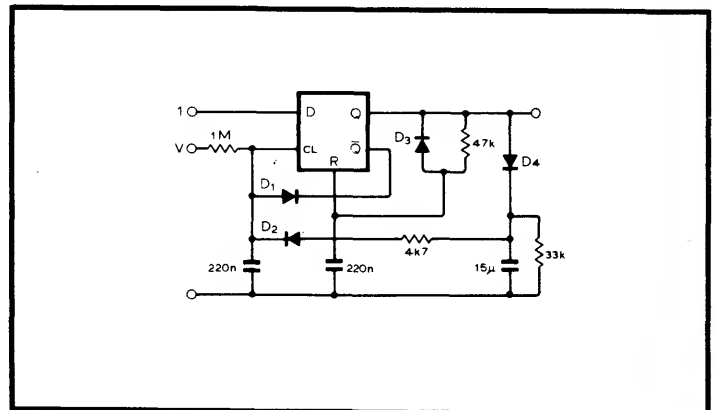 1 D Q
V 1M CL Q̅ D3 47k D4
R
D1
D2
4k7
220n 220n 15μ 33k